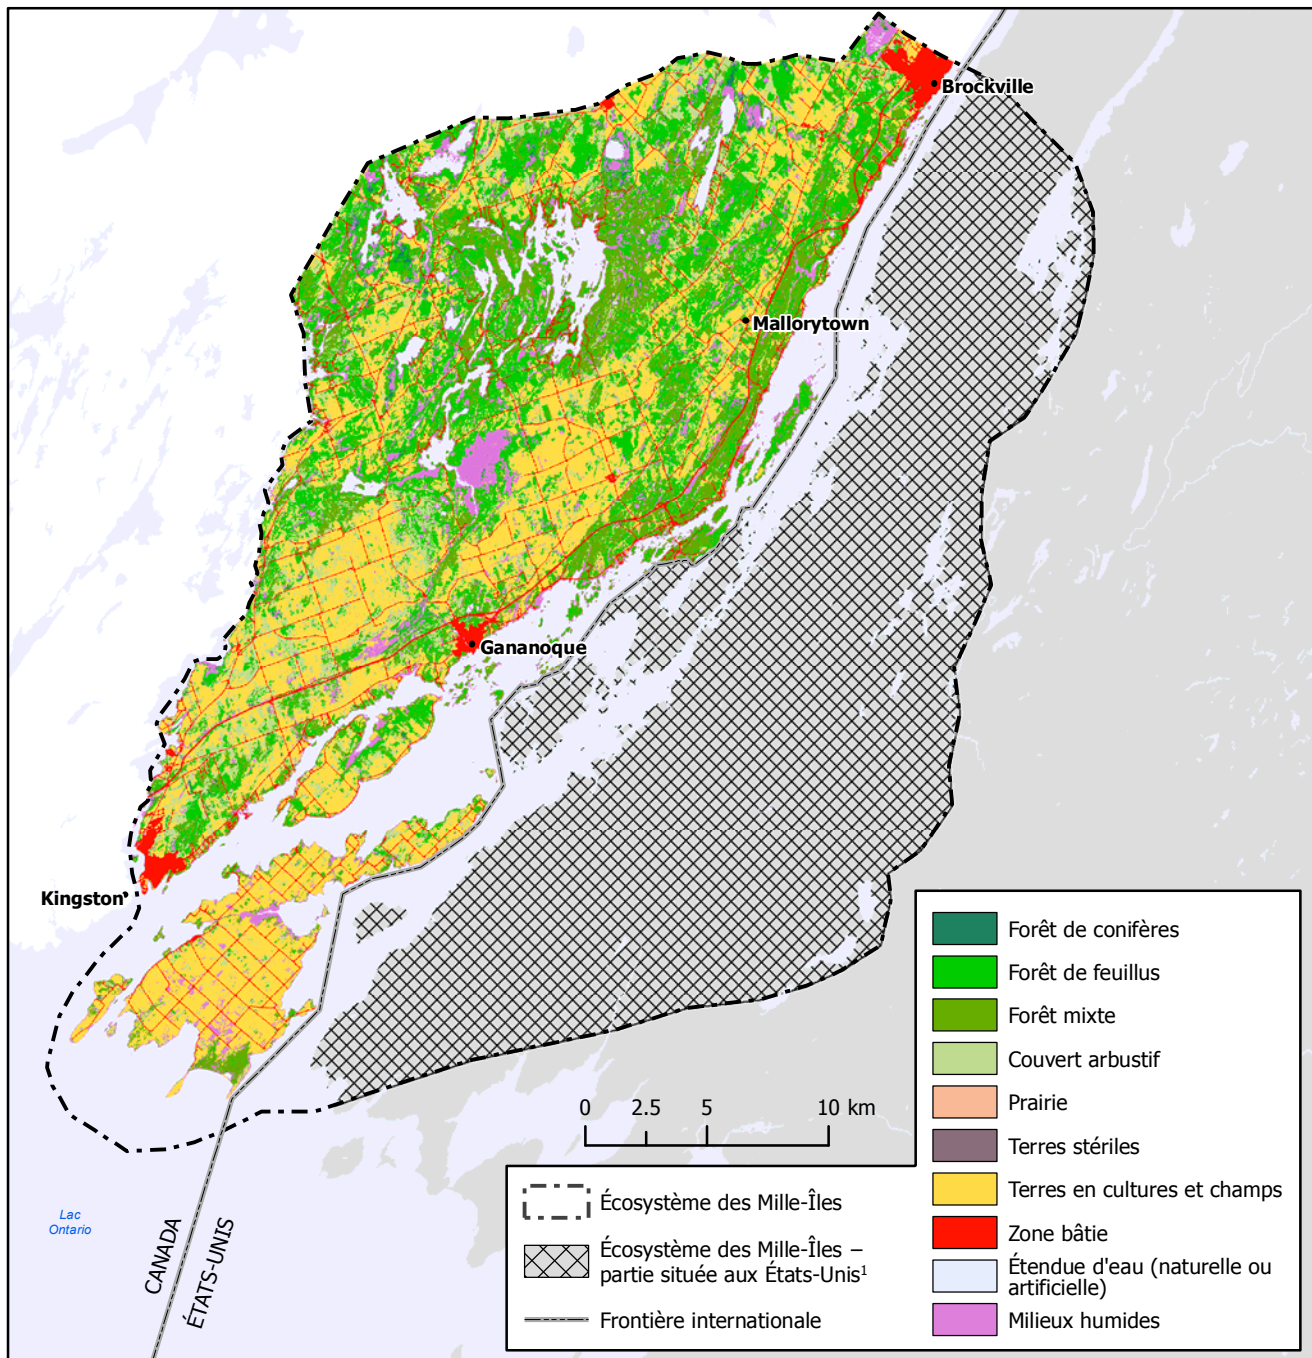 Brockville
Mallorytown
Gananoque
Kingston
Lac
Ontario
CANADA
ÉTATS-UNIS
0 2.5 5 10 km
Écosystème des Mille-Îles
Écosystème des Mille-Îles –
partie située aux États-Unis¹
Frontière internationale
Forêt de conifères
Forêt de feuillus
Forêt mixte
Couvert arbustif
Prairie
Terres stériles
Terres en cultures et champs
Zone bâtie
Étendue d'eau (naturelle ou
artificielle)
Milieux humides